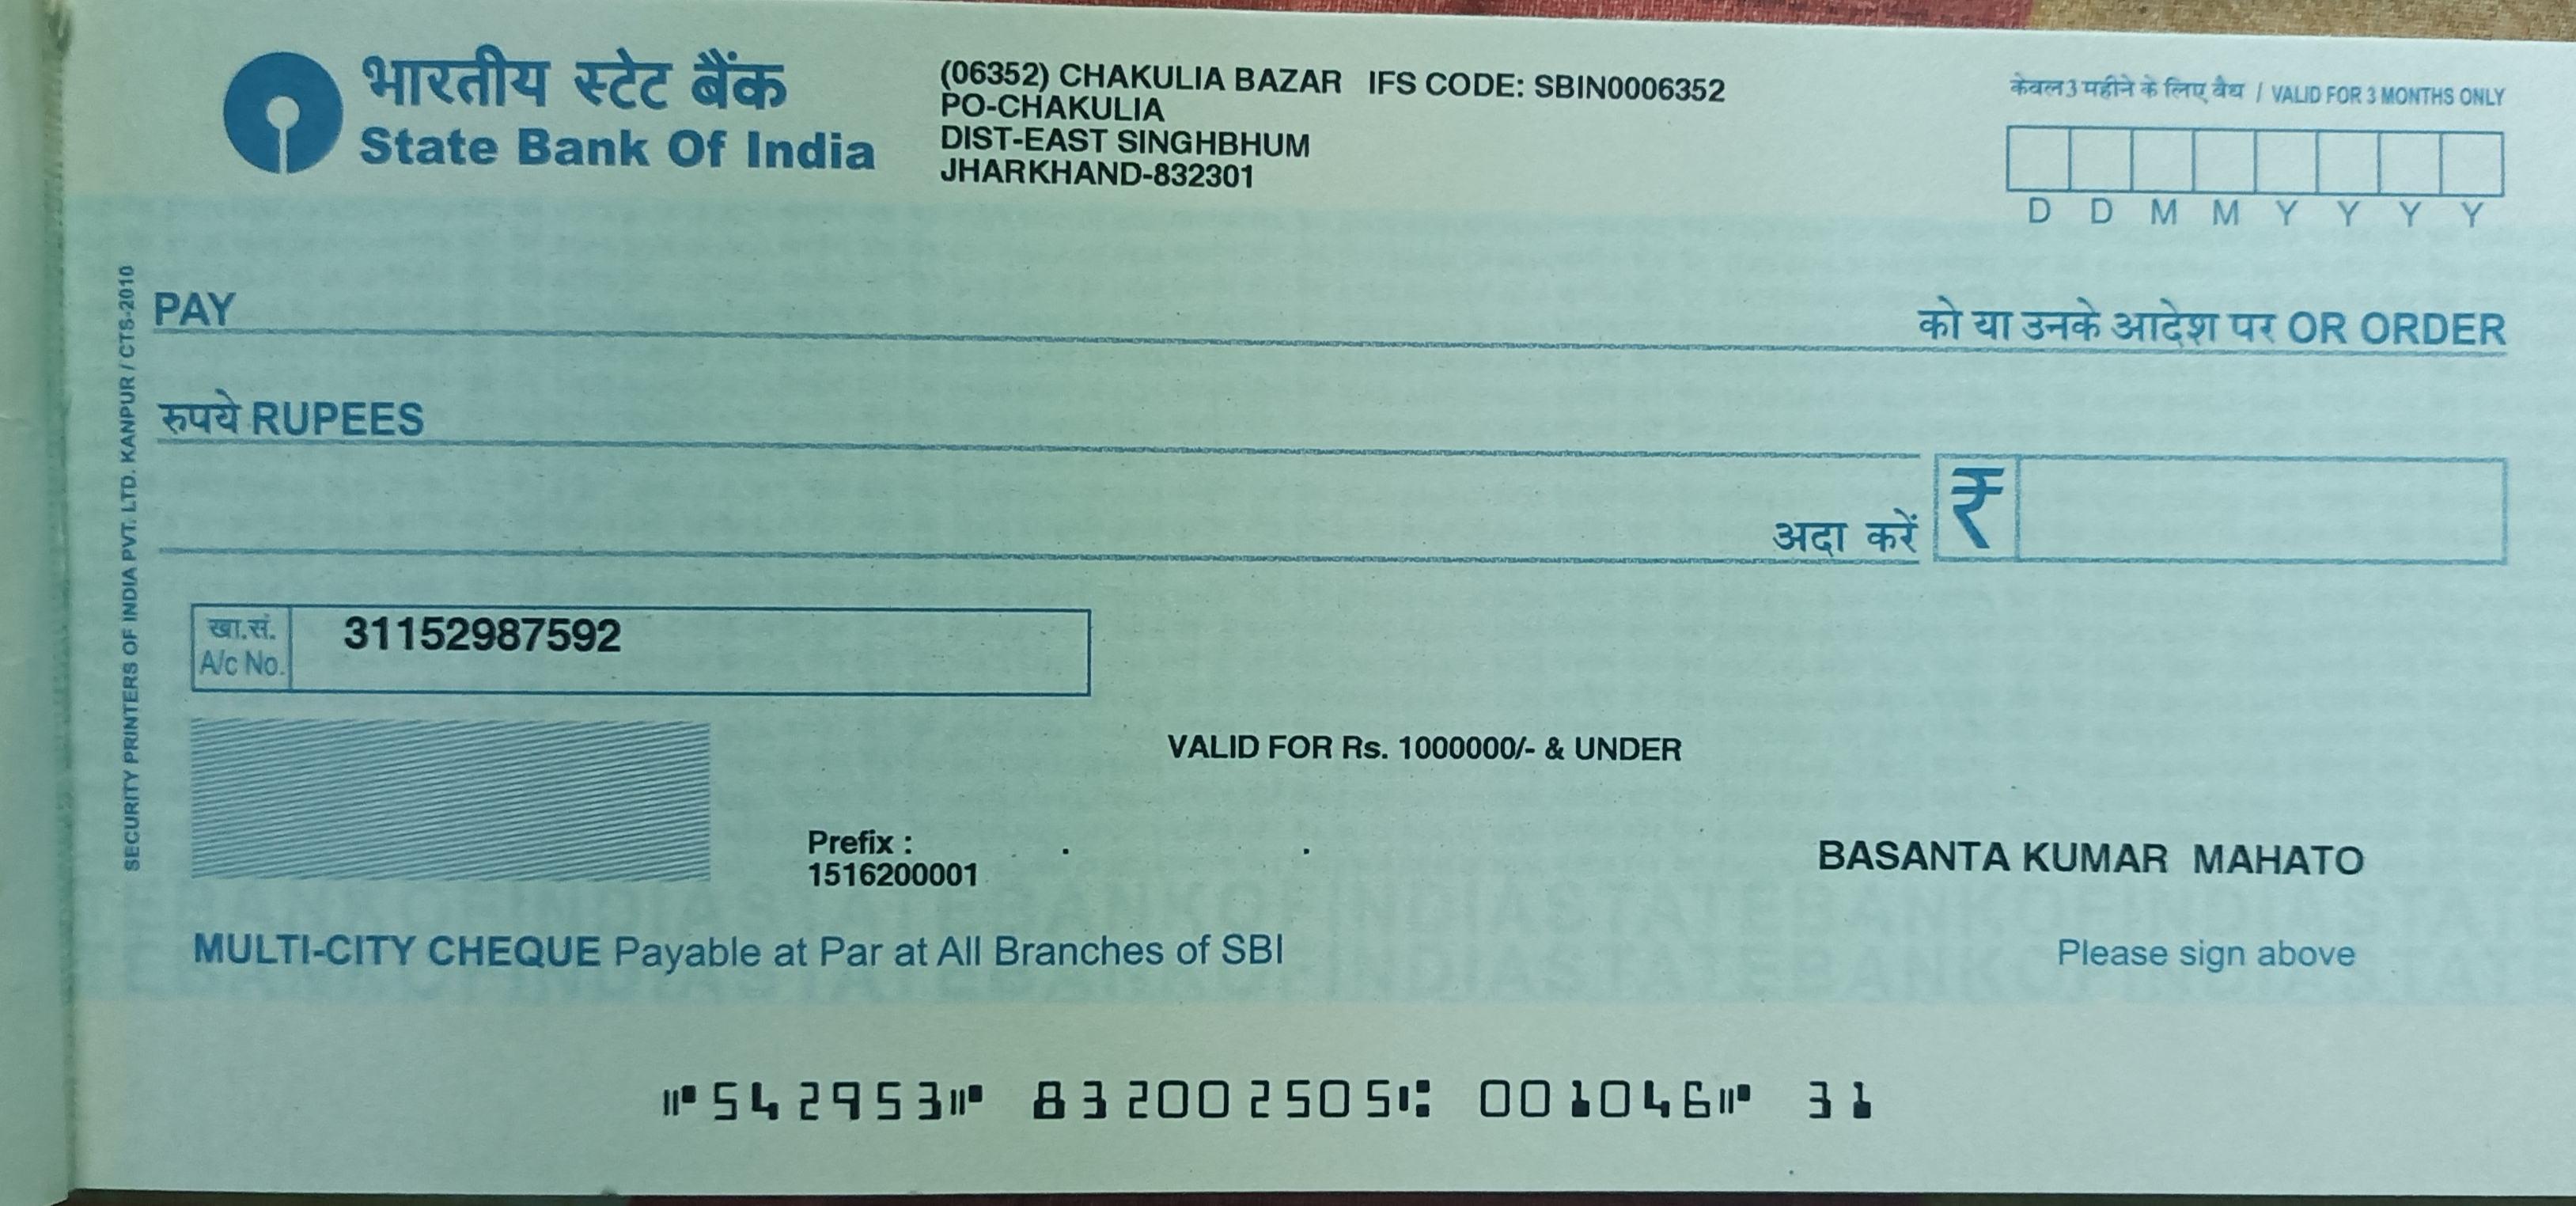 भारतीय स्टेट बैंक
State Bank Of India
(06352) CHAKULIA BAZAR IFS CODE: SBIN0006352
PO-CHAKULIA
DIST-EAST SINGHBHUM
JHARKHAND-832301
केवल 3 महीने के लिए वैध / VALID FOR 3 MONTHS ONLY
D D M M Y Y Y Y
PAY
को या उनके आदेश पर OR ORDER
रुपये RUPEES
अदा करें ₹
खा.सं.
A/c No.
31152987592
SECURITY PRINTERS OF INDIA PVT. LTD. KANPUR / CTS-2010
VALID FOR Rs. 1000000/- & UNDER
Prefix :
1516200001
BASANTA KUMAR MAHATO
MULTI-CITY CHEQUE Payable at Par at All Branches of SBI
Please sign above
⑈542953⑈ 832002505⑆ 001046⑈ 31